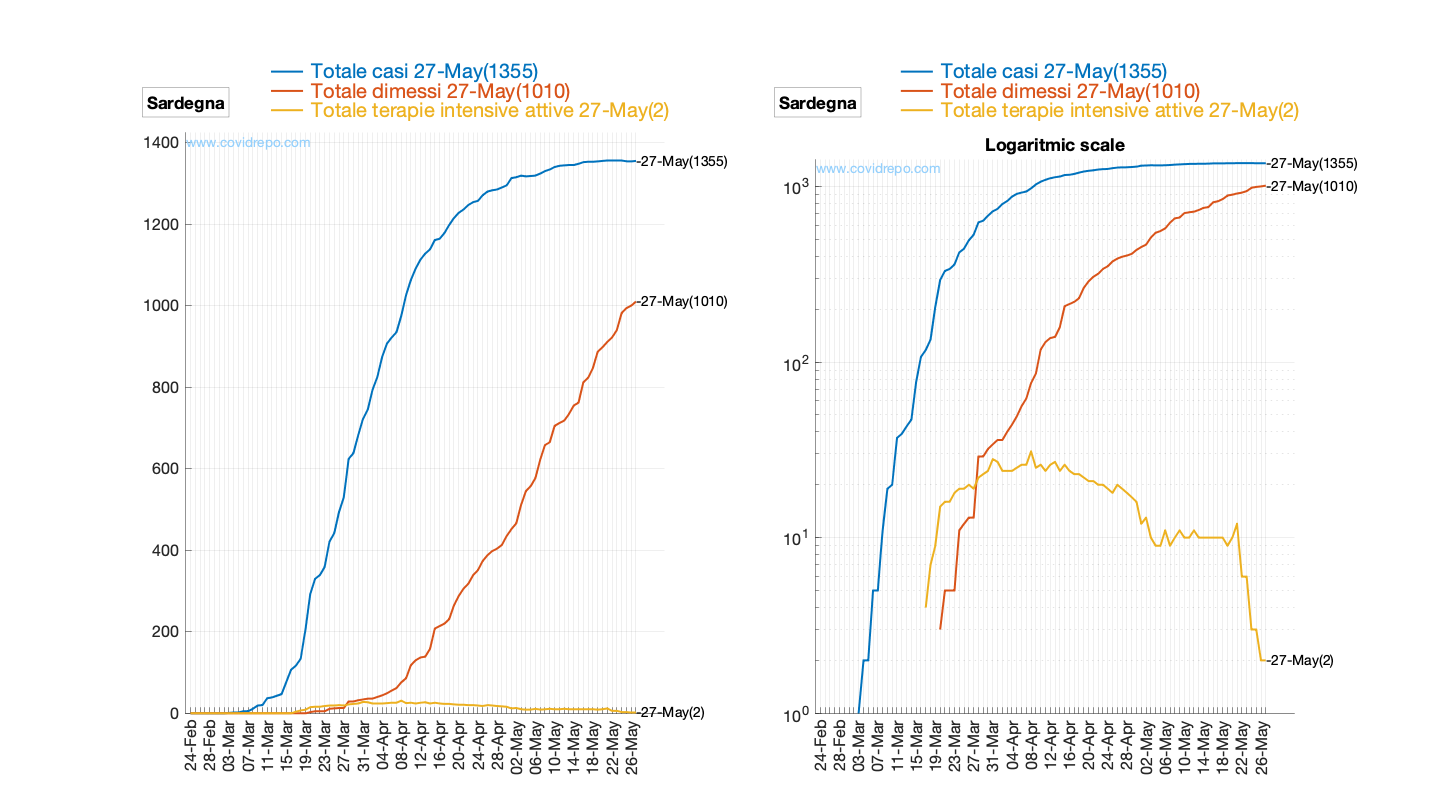 Totale casi 27-May(1355)
Totale dimessi 27-May(1010)
Totale terapie intensive attive 27-May(2)
Sardegna
www.covidrepo.com
1400
1200
1000
800
600
400
200
0
-27-May(1355)
-27-May(1010)
-27-May(2)
24-Feb
28-Feb
03-Mar
07-Mar
11-Mar
15-Mar
19-Mar
23-Mar
27-Mar
31-Mar
04-Apr
08-Apr
12-Apr
16-Apr
20-Apr
24-Apr
28-Apr
02-May
06-May
10-May
14-May
18-May
22-May
26-May
Totale casi 27-May(1355)
Totale dimessi 27-May(1010)
Totale terapie intensive attive 27-May(2)
Sardegna
Logaritmic scale
www.covidrepo.com
10³
10²
10¹
10⁰
-27-May(1355)
-27-May(1010)
-27-May(2)
24-Feb
28-Feb
03-Mar
07-Mar
11-Mar
15-Mar
19-Mar
23-Mar
27-Mar
31-Mar
04-Apr
08-Apr
12-Apr
16-Apr
20-Apr
24-Apr
28-Apr
02-May
06-May
10-May
14-May
18-May
22-May
26-May